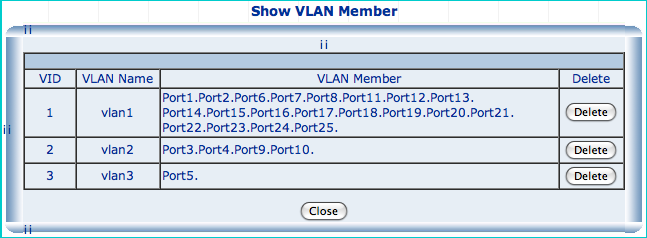 Show VLAN Member
ii
ii
VID VLAN Name VLAN Member Delete
1 vlan1 Port1.Port2.Port6.Port7.Port8.Port11.Port12.Port13.
Port14.Port15.Port16.Port17.Port18.Port19.Port20.Port21.
Port22.Port23.Port24.Port25. Delete
ii
2 vlan2 Port3.Port4.Port9.Port10. Delete
3 vlan3 Port5. Delete
Close
ii